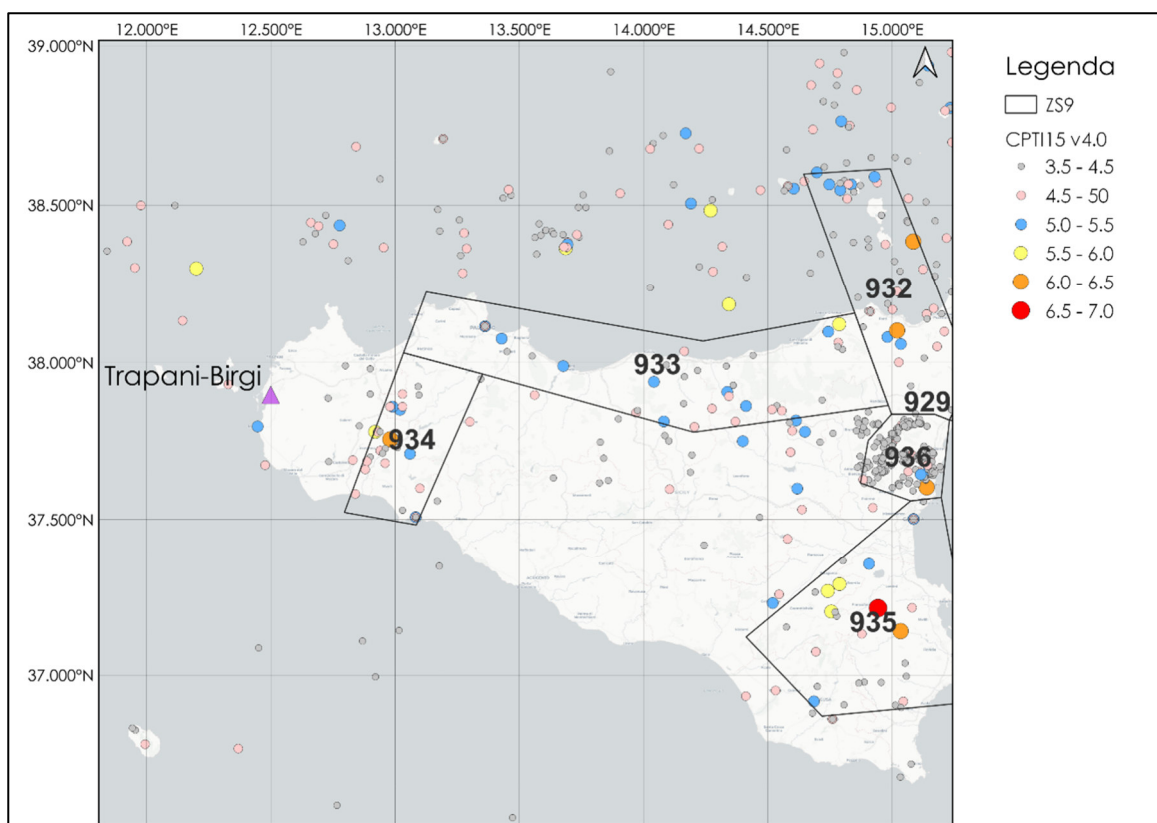 12.000°E 12.500°E 13.000°E 13.500°E 14.000°E 14.500°E 15.000°E
39.000°N
38.500°N
38.000°N
37.500°N
37.000°N
Trapani-Birgi
932
933
929
934
936
935
Legenda
ZS9
CPTI15 v4.0
3.5 - 4.5
4.5 - 50
5.0 - 5.5
5.5 - 6.0
6.0 - 6.5
6.5 - 7.0